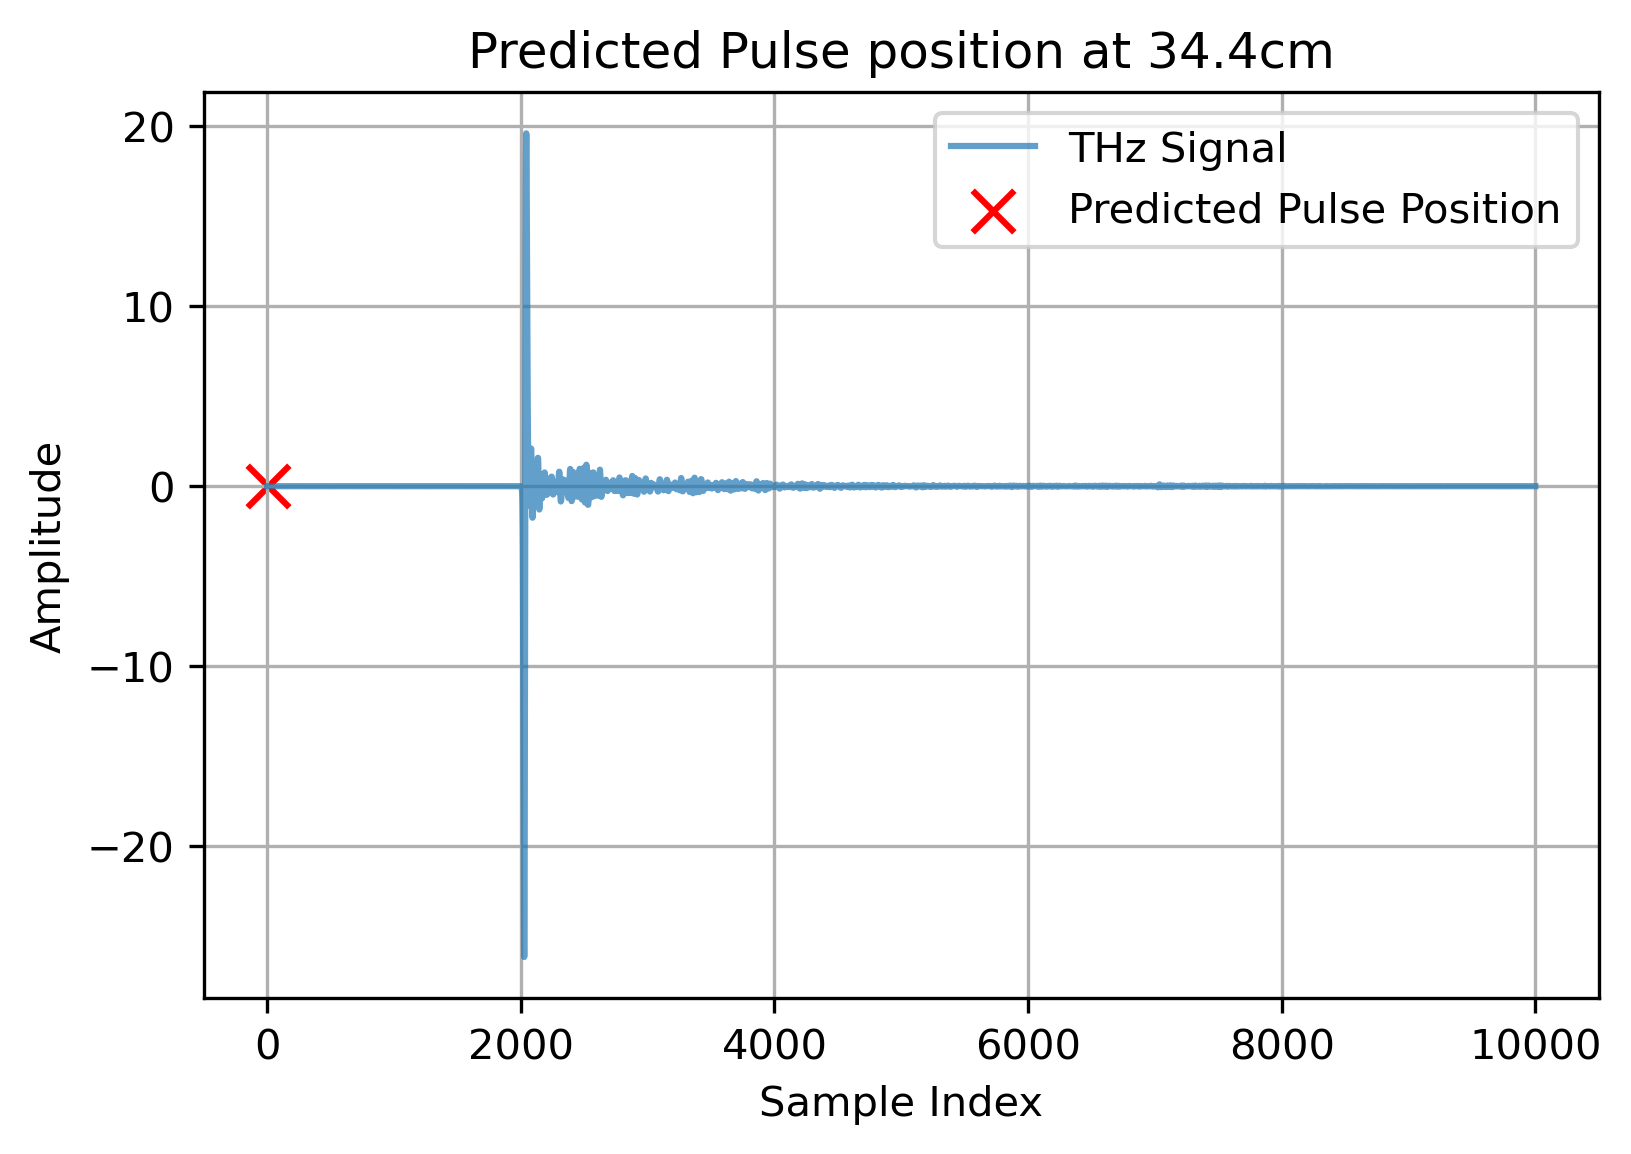 Predicted Pulse position at 34.4cm
THz Signal
Predicted Pulse Position
20
10
0
−10
−20
Amplitude
0 2000 4000 6000 8000 10000
Sample Index